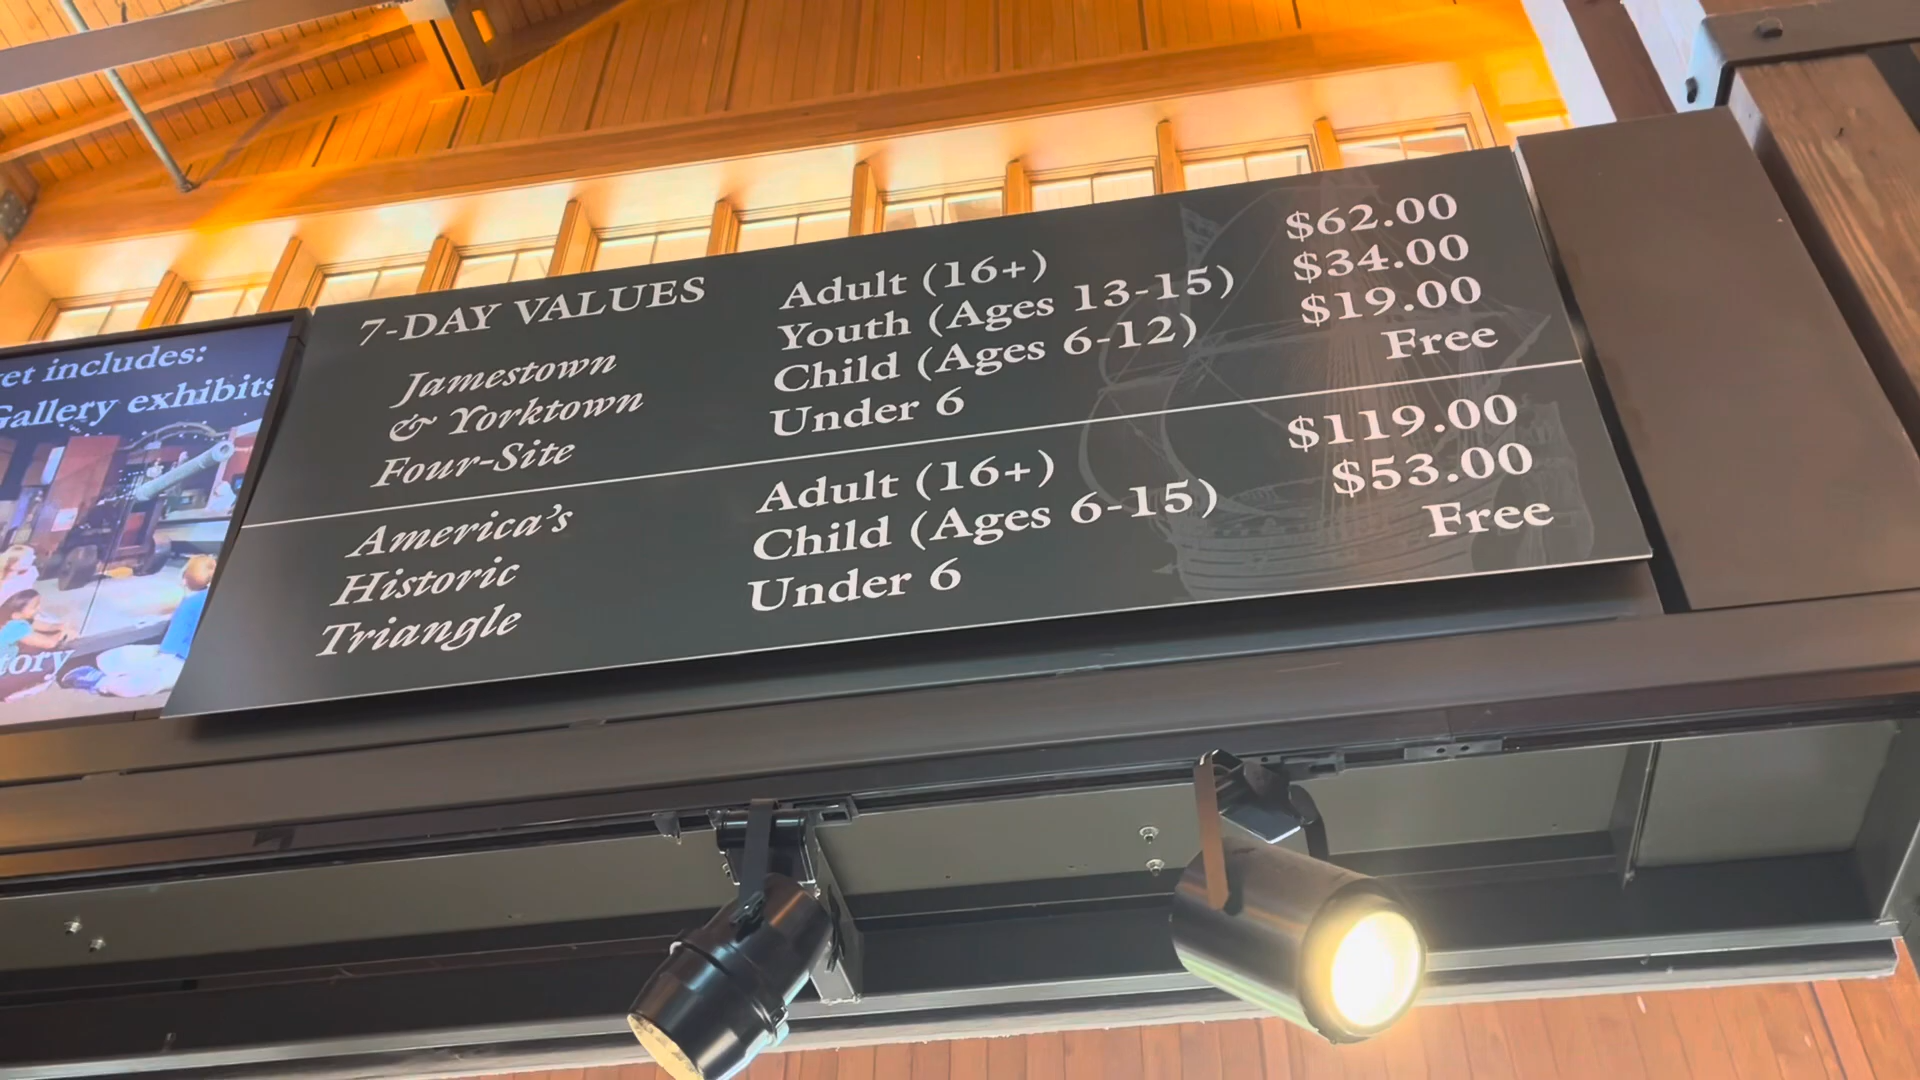 et includes:
Gallery exhibits
tory
7-DAY VALUES
Jamestown
& Yorktown
Four-Site
Adult (16+) $62.00
Youth (Ages 13-15) $34.00
Child (Ages 6-12) $19.00
Under 6 Free
America's
Historic
Triangle
Adult (16+) $119.00
Child (Ages 6-15) $53.00
Under 6 Free